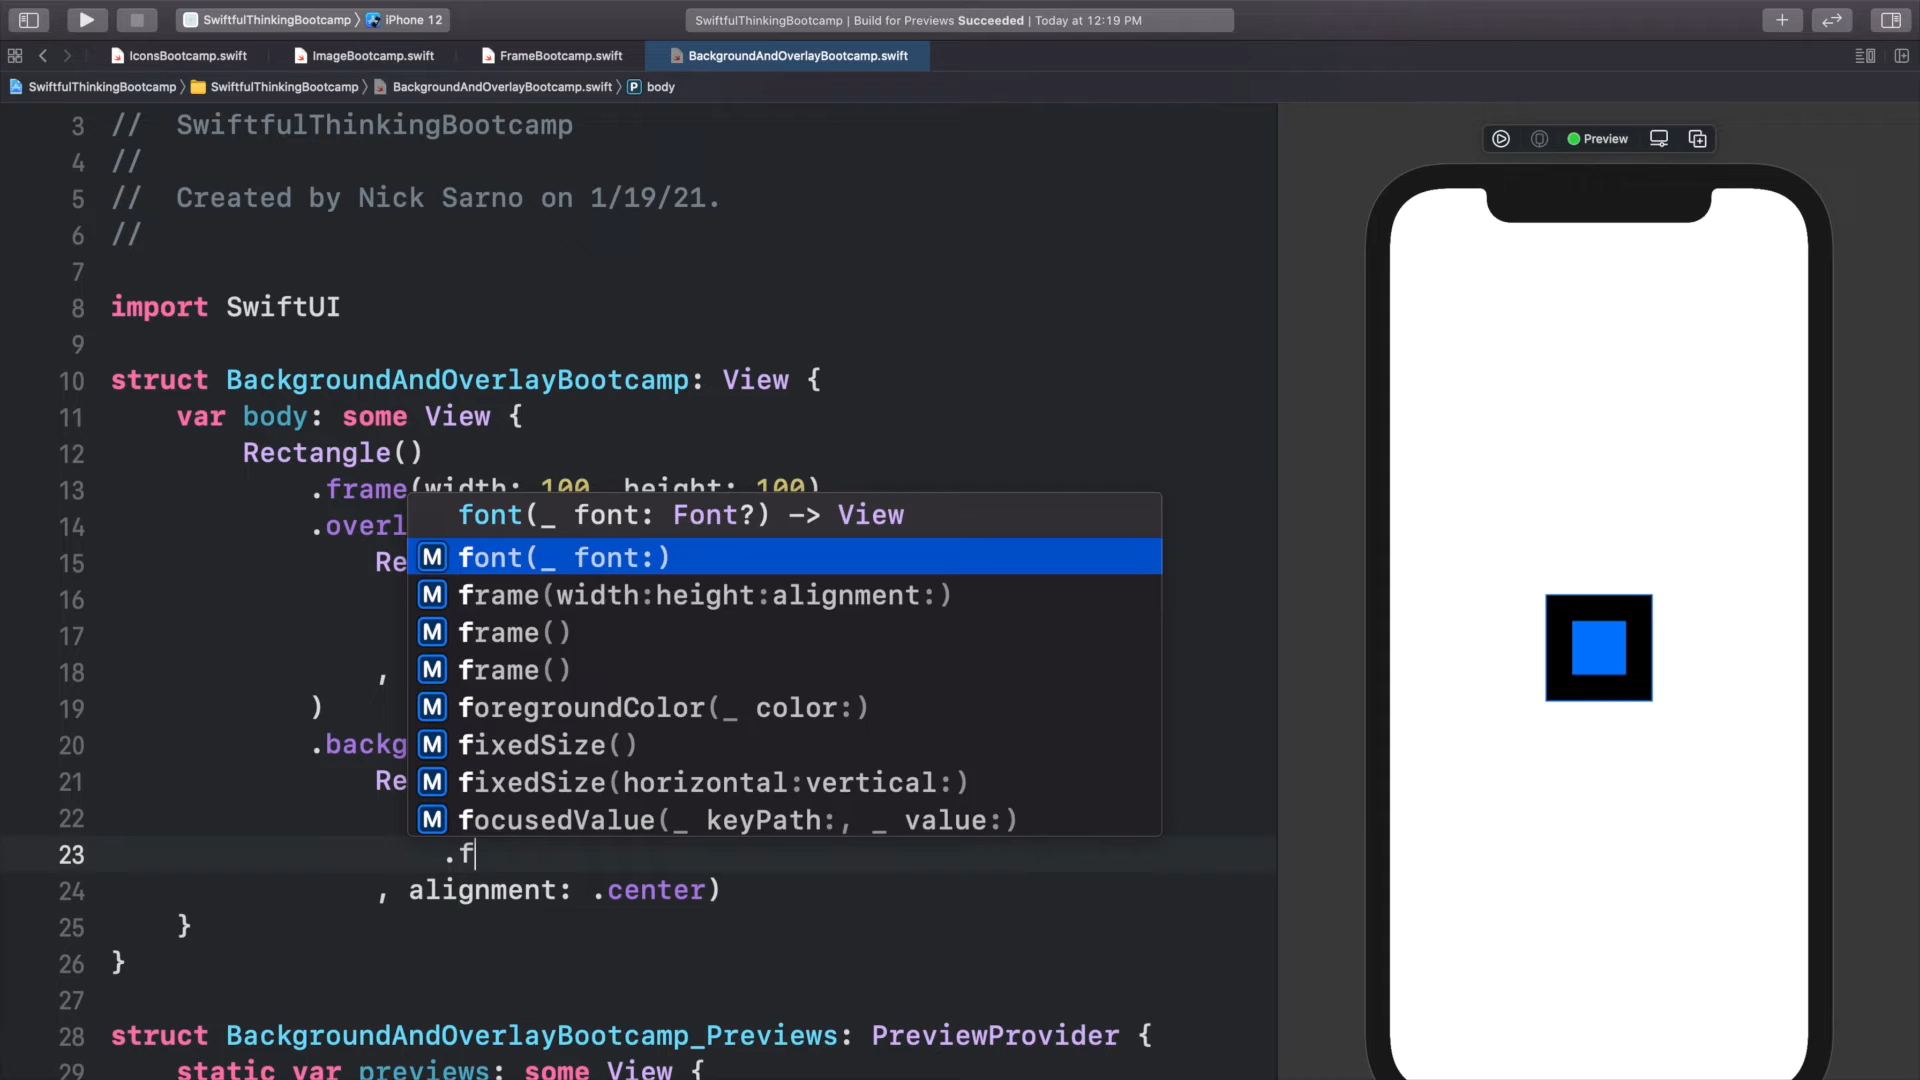 SwiftfulThinkingBootcamp 〉 iPhone 12
SwiftfulThinkingBootcamp | Build for Previews Succeeded | Today at 12:19 PM
IconsBootcamp.swift
ImageBootcamp.swift
FrameBootcamp.swift
BackgroundAndOverlayBootcamp.swift
SwiftfulThinkingBootcamp 〉 SwiftfulThinkingBootcamp 〉 BackgroundAndOverlayBootcamp.swift 〉 P body
3 //  SwiftfulThinkingBootcamp
4 //
5 //  Created by Nick Sarno on 1/19/21.
6 //
7
8 import SwiftUI
9
10 struct BackgroundAndOverlayBootcamp: View {
11 var body: some View {
12 Rectangle()
13 .frame(width: 100, height: 100)
14 .overl
font(_ font: Font?) -> View
15 Re
M font(_ font:)
16
M frame(width:height:alignment:)
17
M frame()
18 ,
M frame()
19 )
M foregroundColor(_ color:)
20 .backg
M fixedSize()
21 Re
M fixedSize(horizontal:vertical:)
22
M focusedValue(_ keyPath:, _ value:)
23 .f
24 , alignment: .center)
25 }
26 }
27
28 struct BackgroundAndOverlayBootcamp_Previews: PreviewProvider {
29 static var previews: some View {
Preview